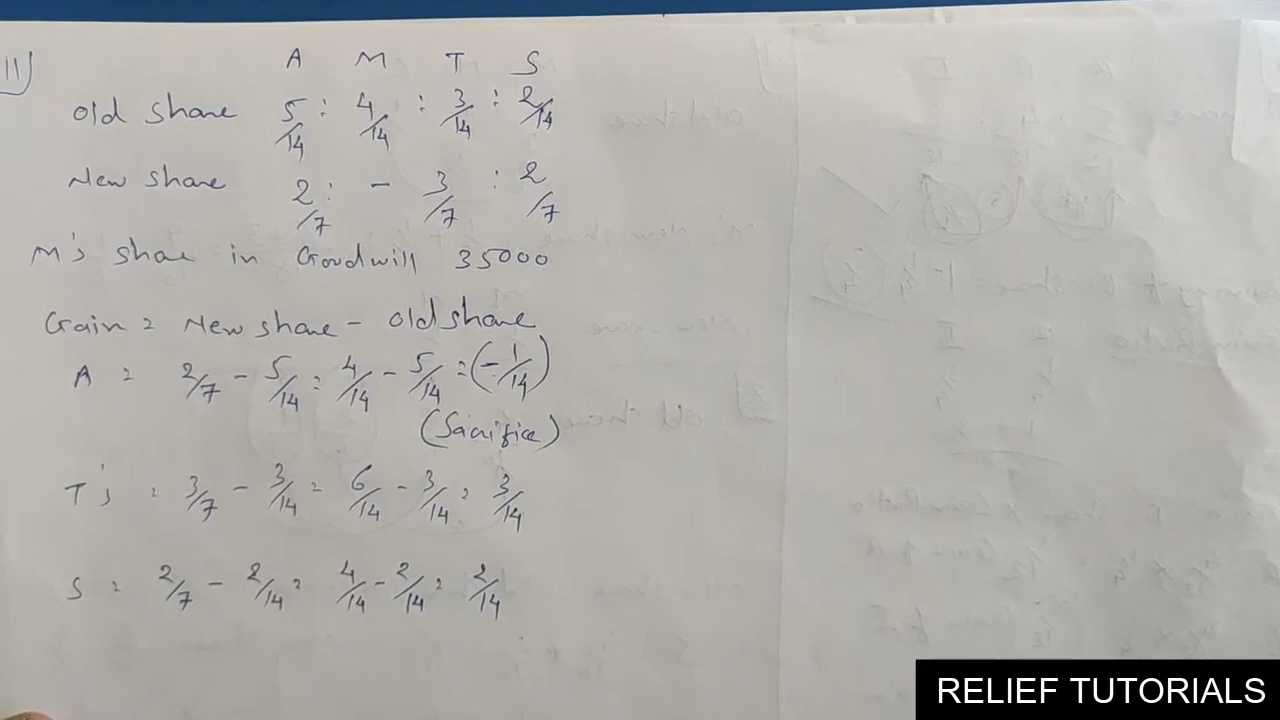 11)
A M T S
old share 5/14 : 4/14 : 3/14 : 2/14
New share 2/7 : - 3/7 : 2/7
M's share in Goodwill 35000
Gain = New share - old share
A = 2/7 - 5/14 = 4/14 - 5/14 = (-1/14)
(Sacrifice)
T's = 3/7 - 3/14 = 6/14 - 3/14 = 3/14
S = 2/7 - 2/14 = 4/14 - 2/14 = 2/14
RELIEF TUTORIALS